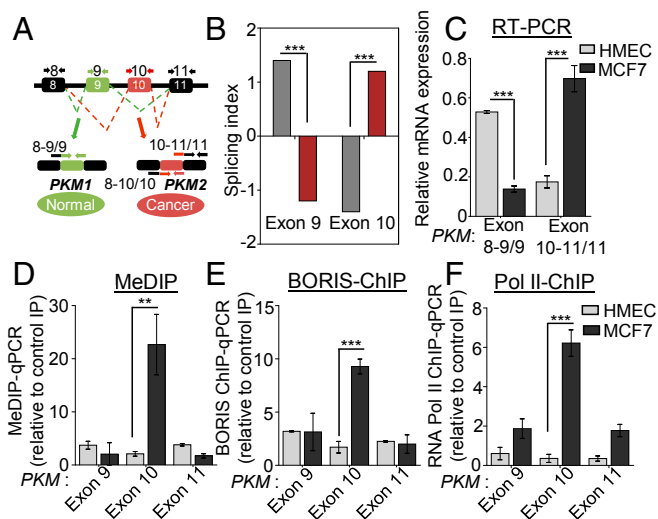 A
8 9 10 11
8 9 10 11
8-9/9
10-11/11
8-10/10
PKM1
PKM2
Normal
Cancer
B
Splicing index
2
1
0
-1
-2
***
***
Exon 9
Exon 10
C
RT-PCR
Relative mRNA expression
0.8
0.6
0.4
0.2
0
***
***
HMEC
MCF7
PKM:
Exon
8-9/9
Exon
10-11/11
D
MeDIP
MeDIP-qPCR
(relative to control IP)
30
20
10
5
0
**
PKM :
Exon 9
Exon 10
Exon 11
E
BORIS-ChIP
BORIS ChIP-qPCR
(relative to control IP)
15
10
5
0
***
Exon 9
Exon 10
Exon 11
F
Pol II-ChIP
RNA Pol II ChIP-qPCR
(relative to control IP)
8
6
4
2
0
***
HMEC
MCF7
PKM :
Exon 9
Exon 10
Exon 11